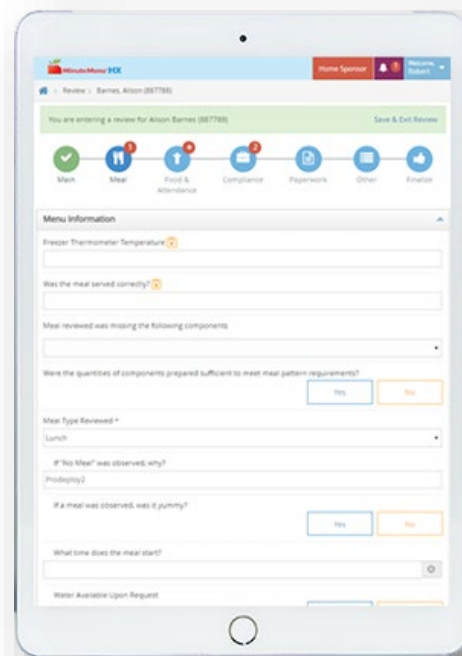 MinuteMenu HX
Home Sponsor
Welcome, Robert
Review
Barnes, Alison (887788)
You are entering a review for Alison Barnes (887788)
Save & Exit Review
Main
Meal
Food & Attendance
Compliance
Paperwork
Other
Finalize
Menu Information
Freezer Thermometer Temperature
Was the meal served correctly?
Meal reviewed was missing the following components
Were the quantities of components prepared sufficient to meet meal pattern requirements?
Yes
No
Meal Type Reviewed *
Lunch
If "No Meal" was observed, why?
Prodeploy2
If a meal was observed, was it yummy?
Yes
No
What time does the meal start?
Water Available Upon Request